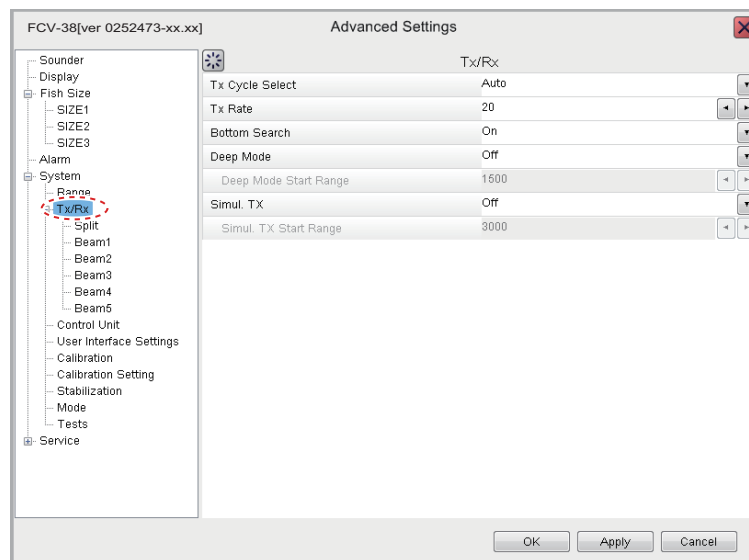 FCV-38[ver 0252473-xx.xx]
Advanced Settings
Sounder
Display
Fish Size
SIZE1
SIZE2
SIZE3
Alarm
System
Range
Tx/Rx
Split
Beam1
Beam2
Beam3
Beam4
Beam5
Control Unit
User Interface Settings
Calibration
Calibration Setting
Stabilization
Mode
Tests
Service
Tx/Rx
Tx Cycle Select Auto
Tx Rate 20
Bottom Search On
Deep Mode Off
Deep Mode Start Range 1500
Simul. TX Off
Simul. TX Start Range 3000
OK Apply Cancel